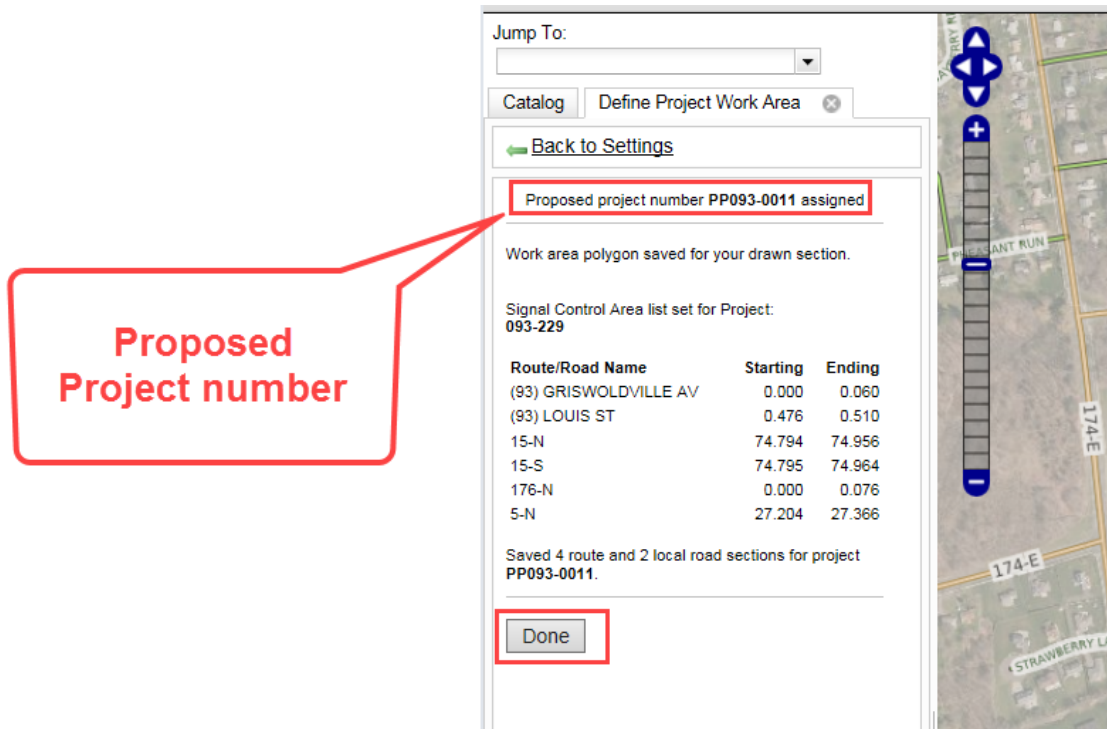 Jump To:
Catalog Define Project Work Area
Back to Settings
Proposed project number PP093-0011 assigned
Work area polygon saved for your drawn section.
Signal Control Area list set for Project:
093-229
Route/Road Name Starting Ending
(93) GRISWOLDVILLE AV 0.000 0.060
(93) LOUIS ST 0.476 0.510
15-N 74.794 74.956
15-S 74.795 74.964
176-N 0.000 0.076
5-N 27.204 27.366
Saved 4 route and 2 local road sections for project
PP093-0011.
Done
Proposed
Project number
PHEASANT RUN
174-E
174-E
STRAWBERRY